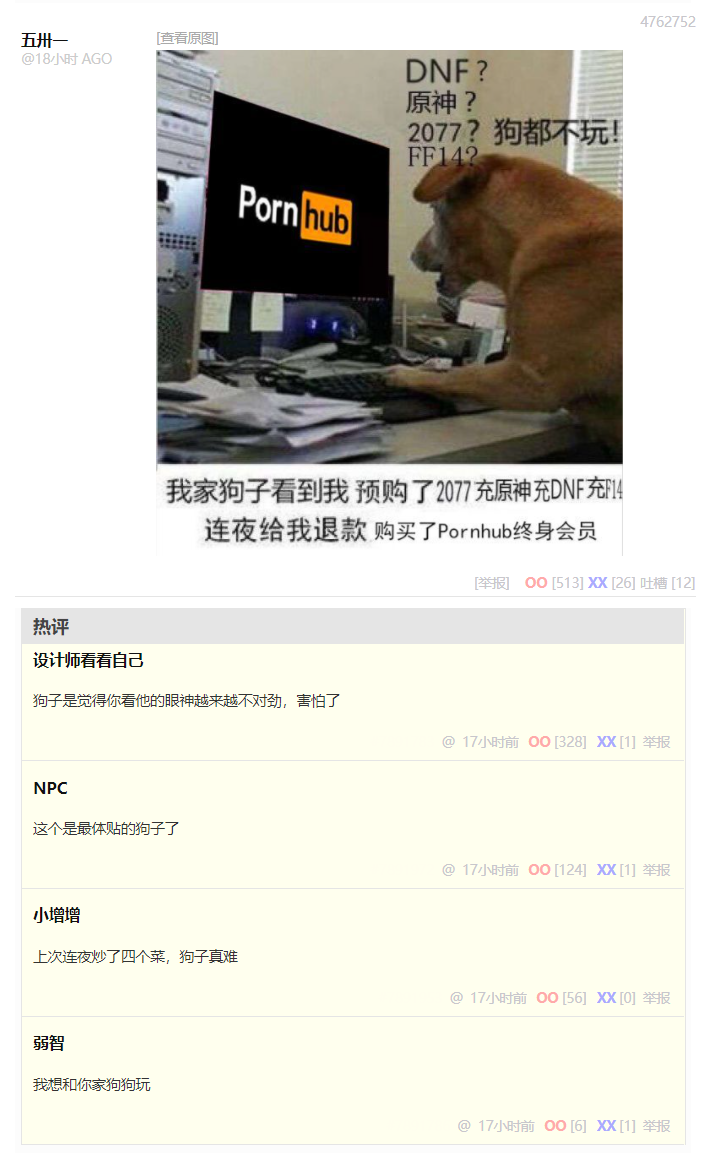 4762752
五卅一
@18小时 AGO
[查看原图]
DNF？
原神？
2077？狗都不玩！
FF14?
Porn hub
我家狗子看到我 预购了2077充原神充DNF充F14
连夜给我退款 购买了Pornhub终身会员
[举报] OO [513] XX [26] 吐槽 [12]
热评
设计师看看自己
狗子是觉得你看他的眼神越来越不对劲，害怕了
@ 17小时前 OO [328] XX [1] 举报
NPC
这个是最体贴的狗子了
@ 17小时前 OO [124] XX [1] 举报
小增增
上次连夜炒了四个菜，狗子真难
@ 17小时前 OO [56] XX [0] 举报
弱智
我想和你家狗狗玩
@ 17小时前 OO [6] XX [1] 举报